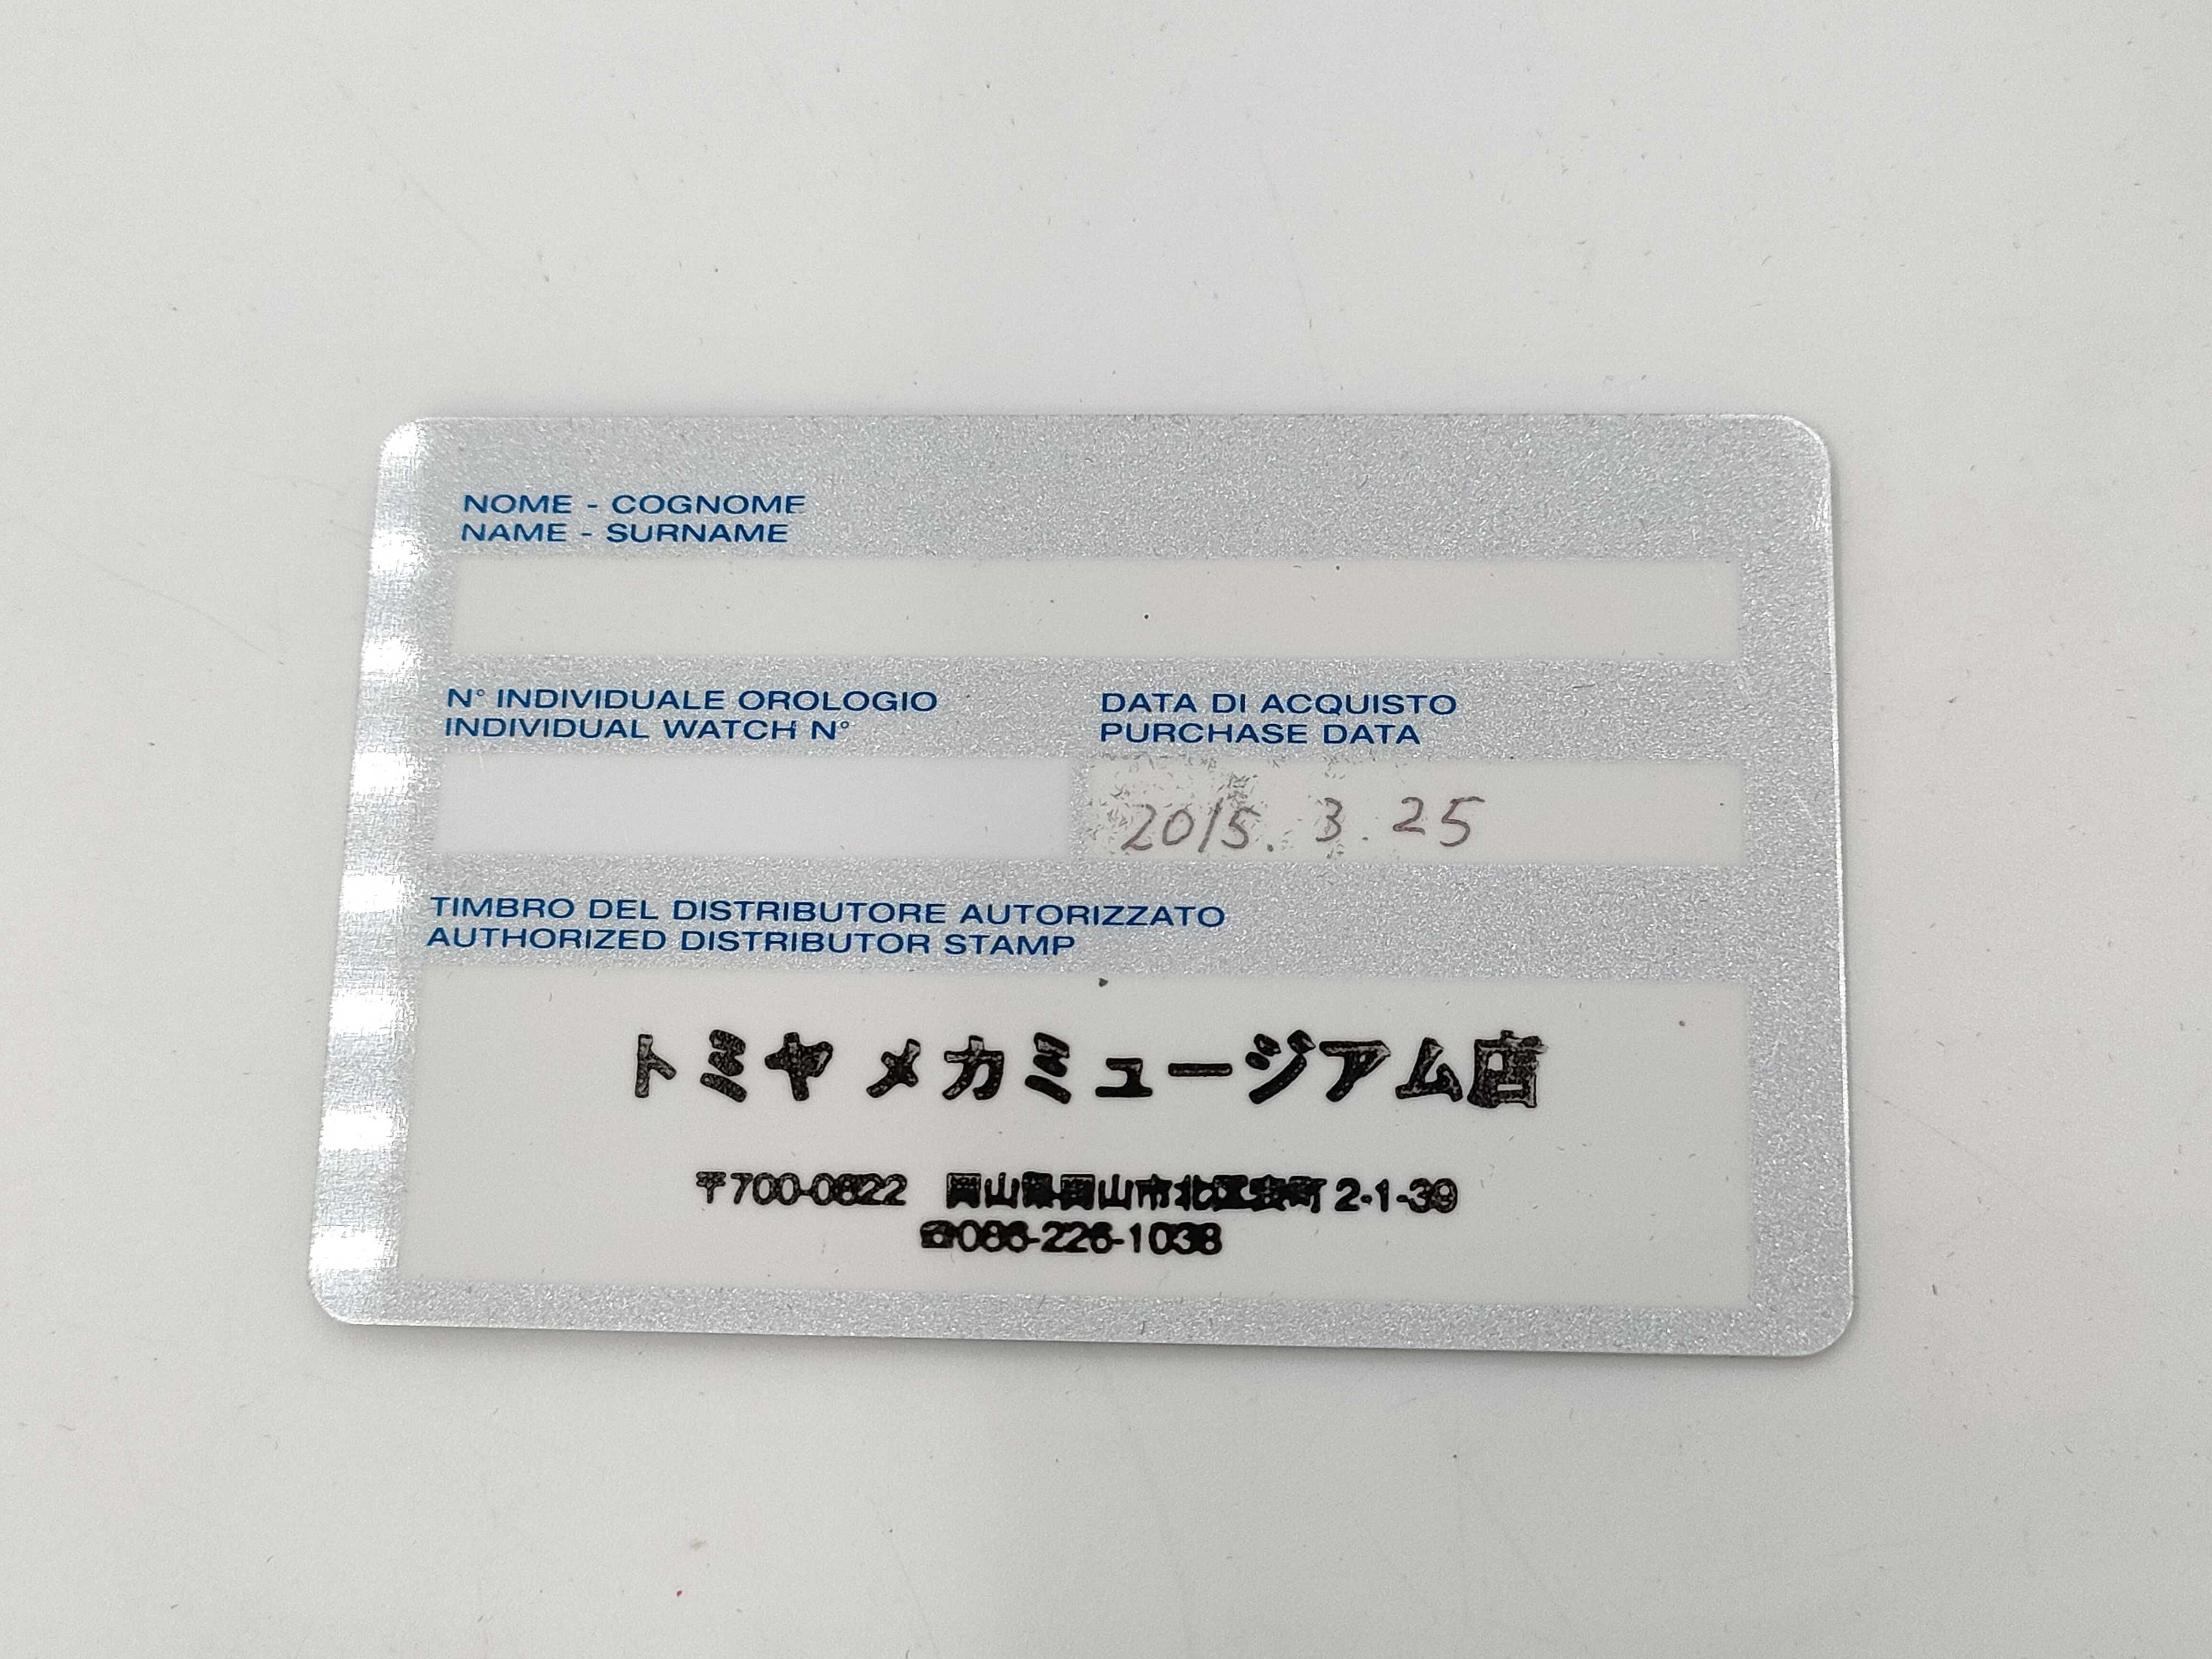 NOME - COGNOME
NAME - SURNAME
N° INDIVIDUALE OROLOGIO
INDIVIDUAL WATCH N°
DATA DI ACQUISTO
PURCHASE DATA
2015. 3. 25
TIMBRO DEL DISTRIBUTORE AUTORIZZATO
AUTHORIZED DISTRIBUTOR STAMP
トミヤ メカミュージアム店
〒700-0822 岡山県岡山市北区表町 2-1-39
☎086-226-1038